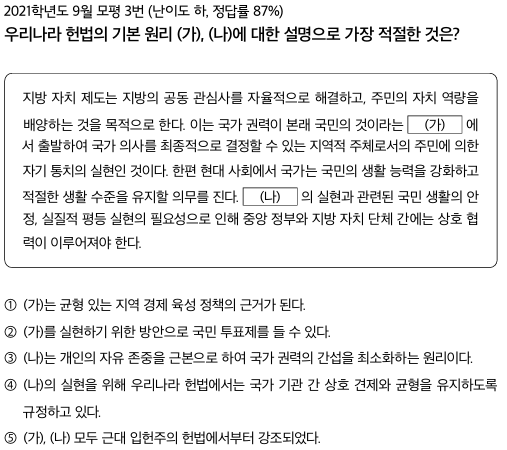 2021학년도 9월 모평 3번 (난이도 하, 정답률 87%)
우리나라 헌법의 기본 원리 (가), (나)에 대한 설명으로 가장 적절한 것은?
지방 자치 제도는 지방의 공동 관심사를 자율적으로 해결하고, 주민의 자치 역량을
배양하는 것을 목적으로 한다. 이는 국가 권력이 본래 국민의 것이라는 (가) 에
서 출발하여 국가 의사를 최종적으로 결정할 수 있는 지역적 주체로서의 주민에 의한
자기 통치의 실현인 것이다. 한편 현대 사회에서 국가는 국민의 생활 능력을 강화하고
적절한 생활 수준을 유지할 의무를 진다. (나) 의 실현과 관련된 국민 생활의 안
정, 실질적 평등 실현의 필요성으로 인해 중앙 정부와 지방 자치 단체 간에는 상호 협
력이 이루어져야 한다.
① (가)는 균형 있는 지역 경제 육성 정책의 근거가 된다.
② (가)를 실현하기 위한 방안으로 국민 투표제를 들 수 있다.
③ (나)는 개인의 자유 존중을 근본으로 하여 국가 권력의 간섭을 최소화하는 원리이다.
④ (나)의 실현을 위해 우리나라 헌법에서는 국가 기관 간 상호 견제와 균형을 유지하도록
규정하고 있다.
⑤ (가), (나) 모두 근대 입헌주의 헌법에서부터 강조되었다.